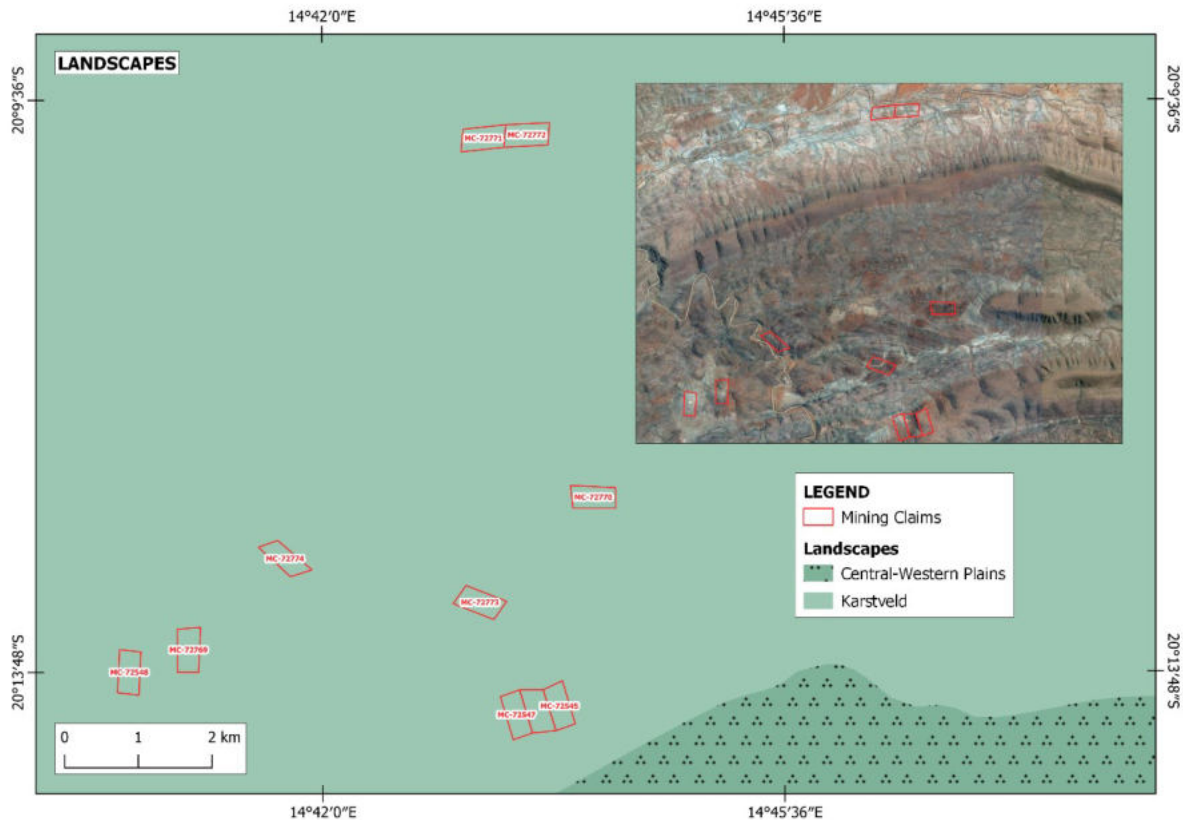 14°42'0"E
14°45'36"E
LANDSCAPES
20°9'36"S
20°9'36"S
MC-72771
MC-72772
MC-72770
MC-72774
MC-72773
MC-72769
MC-72548
MC-72547
MC-72545
LEGEND
Mining Claims
Landscapes
Central-Western Plains
Karstveld
20°13'48"S
20°13'48"S
0 1 2 km
14°42'0"E
14°45'36"E